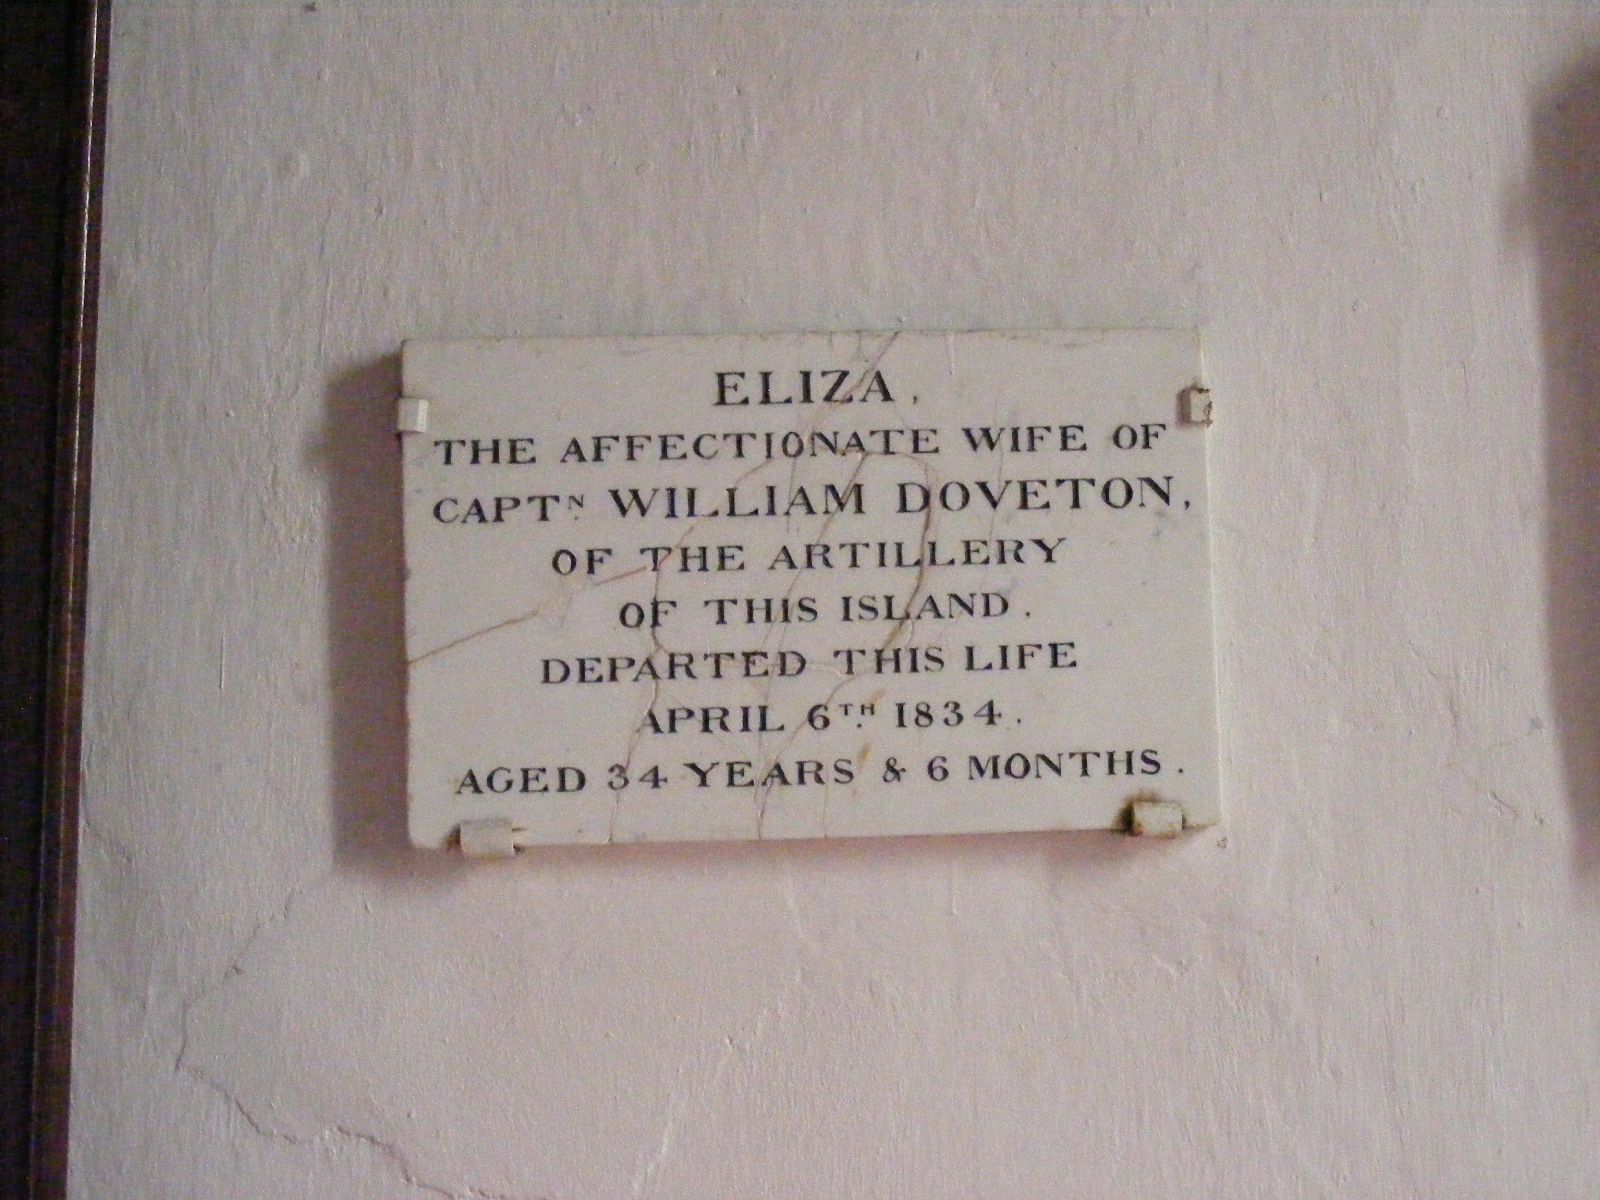 ELIZA,
THE AFFECTIONATE WIFE OF
CAPTN. WILLIAM DOVETON,
OF THE ARTILLERY
OF THIS ISLAND.
DEPARTED THIS LIFE
APRIL 6TH. 1834.
AGED 34 YEARS & 6 MONTHS.